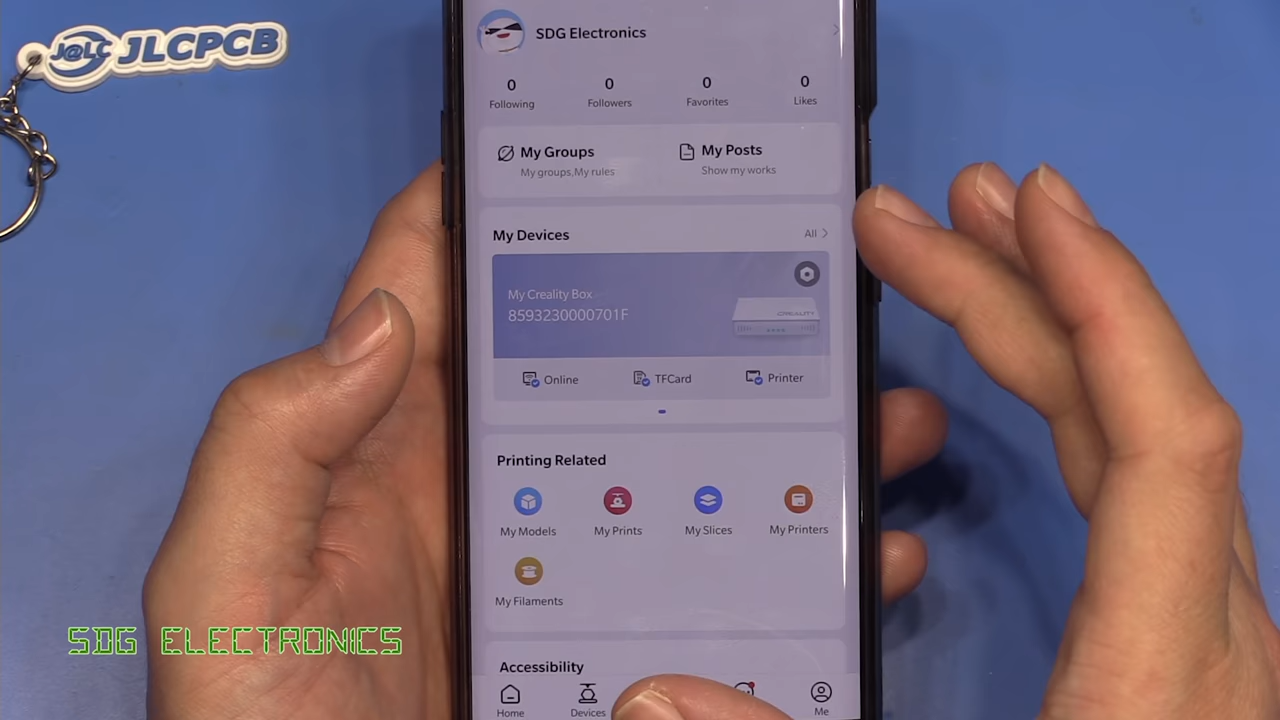 J@LC JLCPCB
SDG Electronics
0 0 0 0
Following Followers Favorites Likes
My Groups My Posts
My groups,My rules Show my works
My Devices All
My Creality Box
8593230000701F
CREALITY
Online TFCard Printer
Printing Related
My Models My Prints My Slices My Printers
My Filaments
SDG ELECTRONICS
Accessibility
Home Devices Me